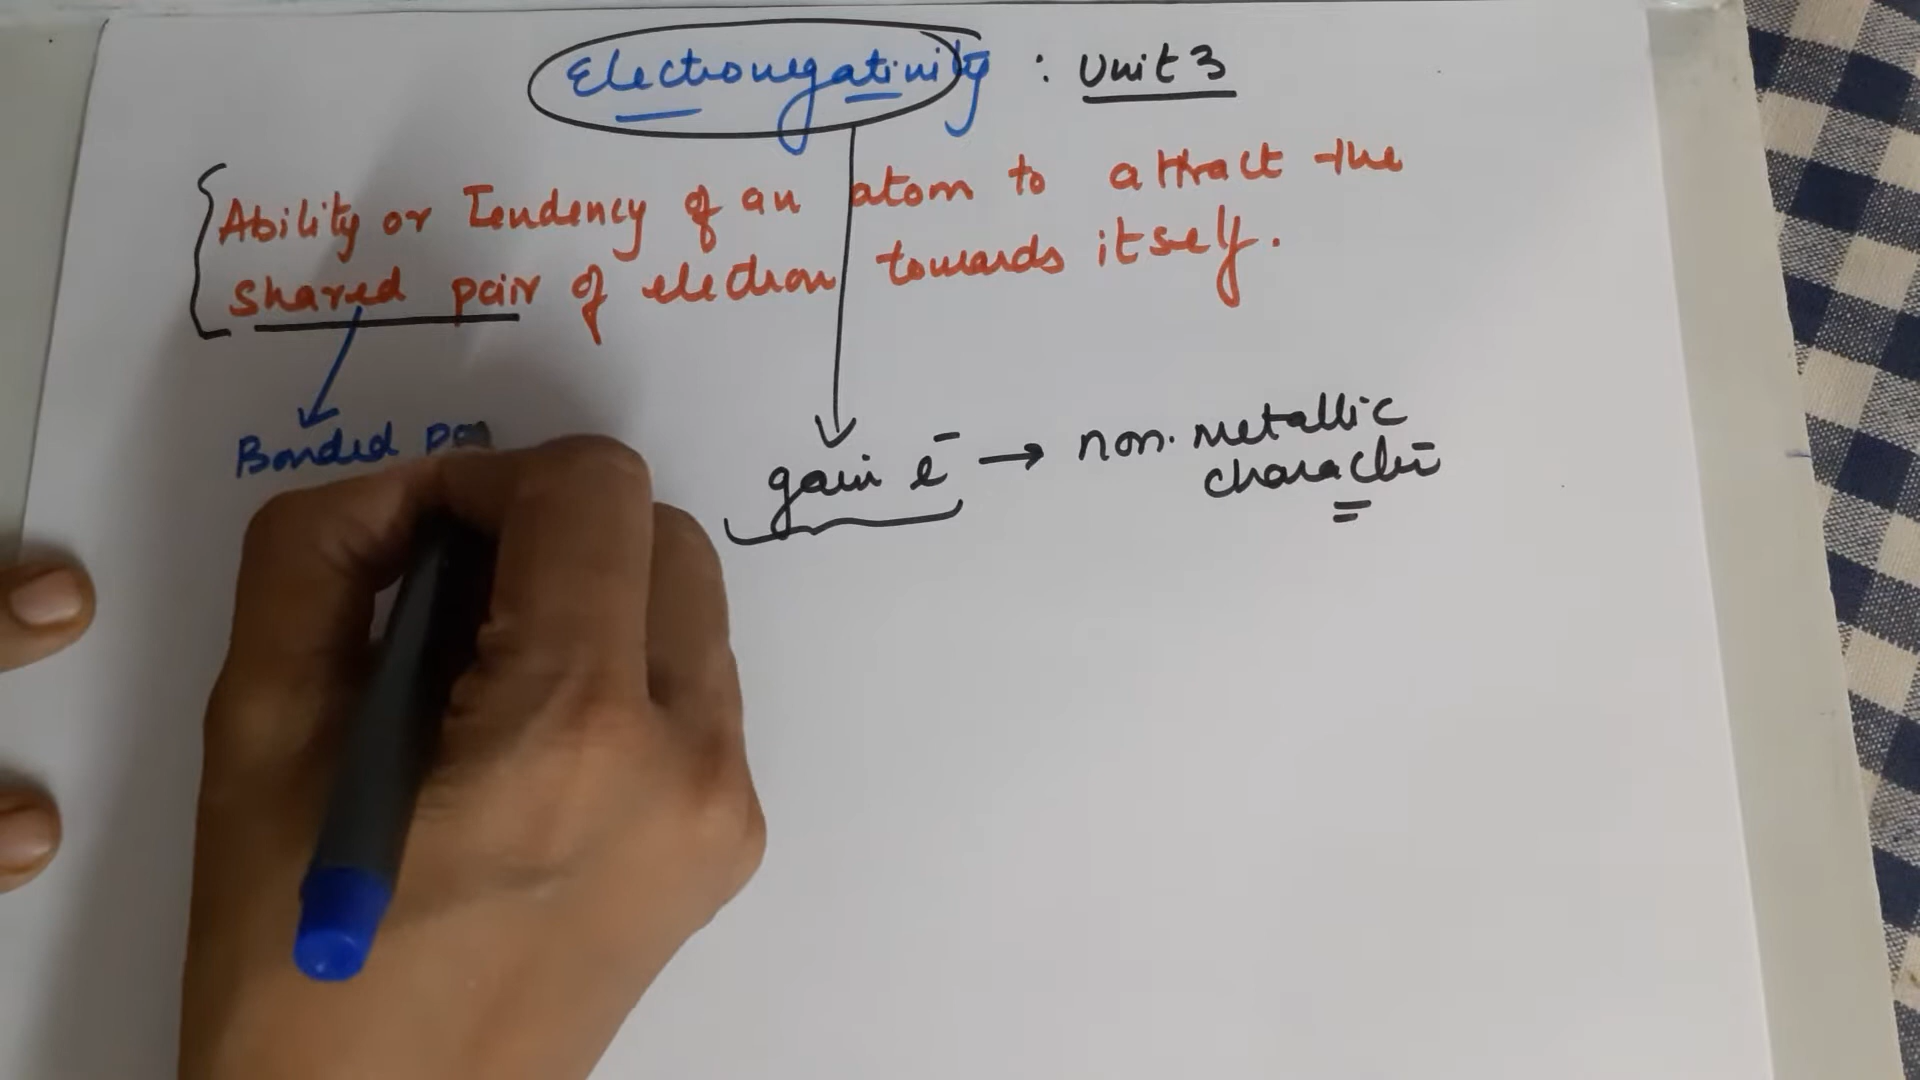 Electronegativity : Unit 3
Ability or Tendency of an atom to attract the
shared pair of electron towards itself.
Bonded
gain e⁻ → non-metallic
character